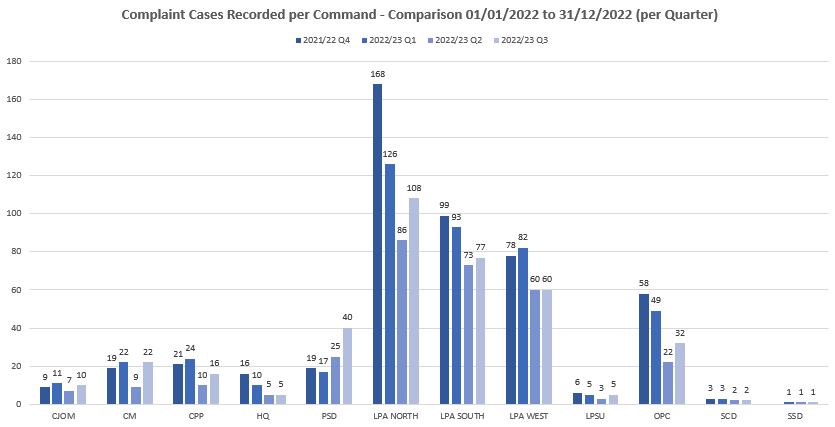 Complaint Cases Recorded per Command - Comparison 01/01/2022 to 31/12/2022 (per Quarter)
2021/22 Q4 2022/23 Q1 2022/23 Q2 2022/23 Q3
180
160
140
120
100
80
60
40
20
0
9 11 7 10
19 22 9 22
21 24 10 16
16 10 5 5
19 17 25 40
168 126 86 108
99 93 73 77
78 82 60 60
6 5 3 5
58 49 22 32
3 3 2 2
1 1 1
CJOM CM CPP HQ PSD LPA NORTH LPA SOUTH LPA WEST LPSU OPC SCD SSD